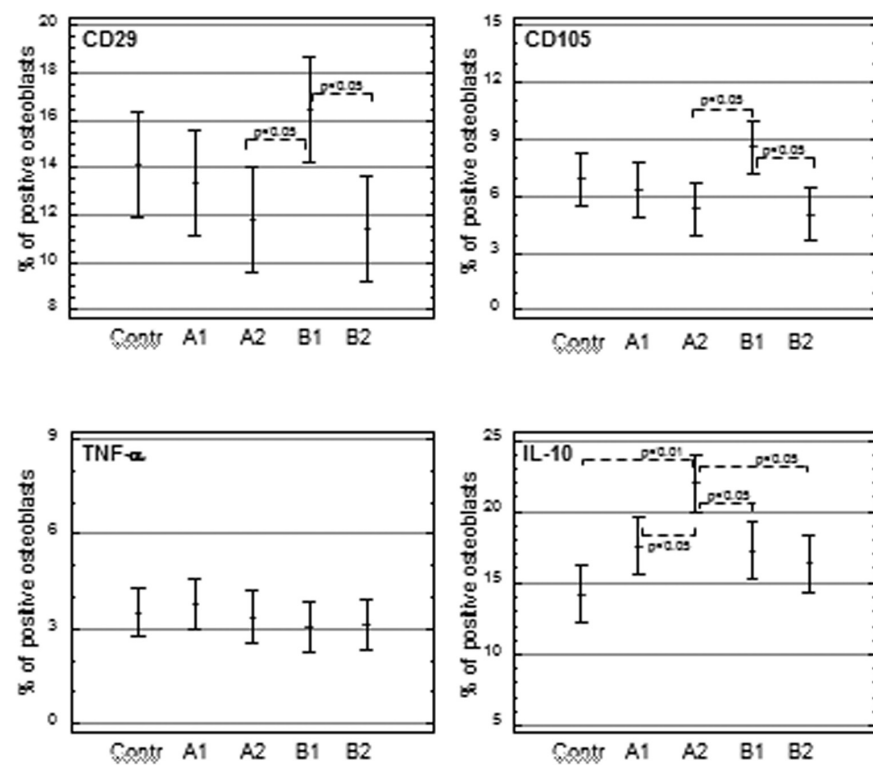 CD29
% of positive osteoblasts
20
18
16
14
12
10
8
p=0.05
p=0.05
Contr A1 A2 B1 B2
CD105
% of positive osteoblasts
15
12
9
6
3
0
p=0.05
p=0.05
Contr A1 A2 B1 B2
TNF-α
% of positive osteoblasts
9
6
3
0
Contr A1 A2 B1 B2
IL-10
% of positive osteoblasts
25
20
15
10
5
p=0.01
p=0.05
p=0.05
p=0.05
Contr A1 A2 B1 B2